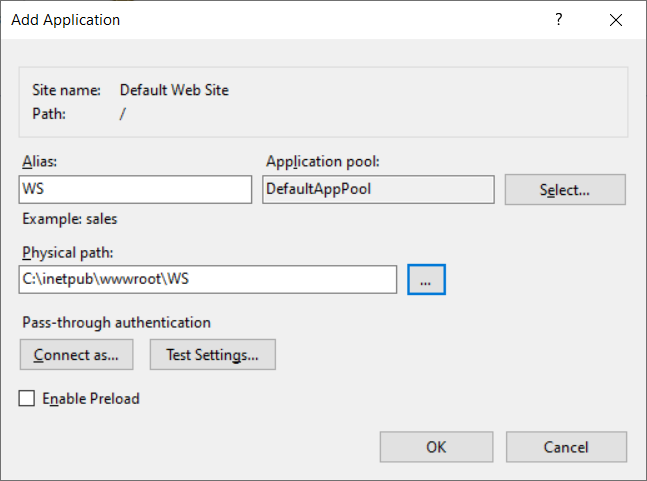 Add Application
?
Site name: Default Web Site
Path: /
Alias: Application pool:
WS DefaultAppPool Select...
Example: sales
Physical path:
C:\inetpub\wwwroot\WS ...
Pass-through authentication
Connect as... Test Settings...
Enable Preload
OK Cancel